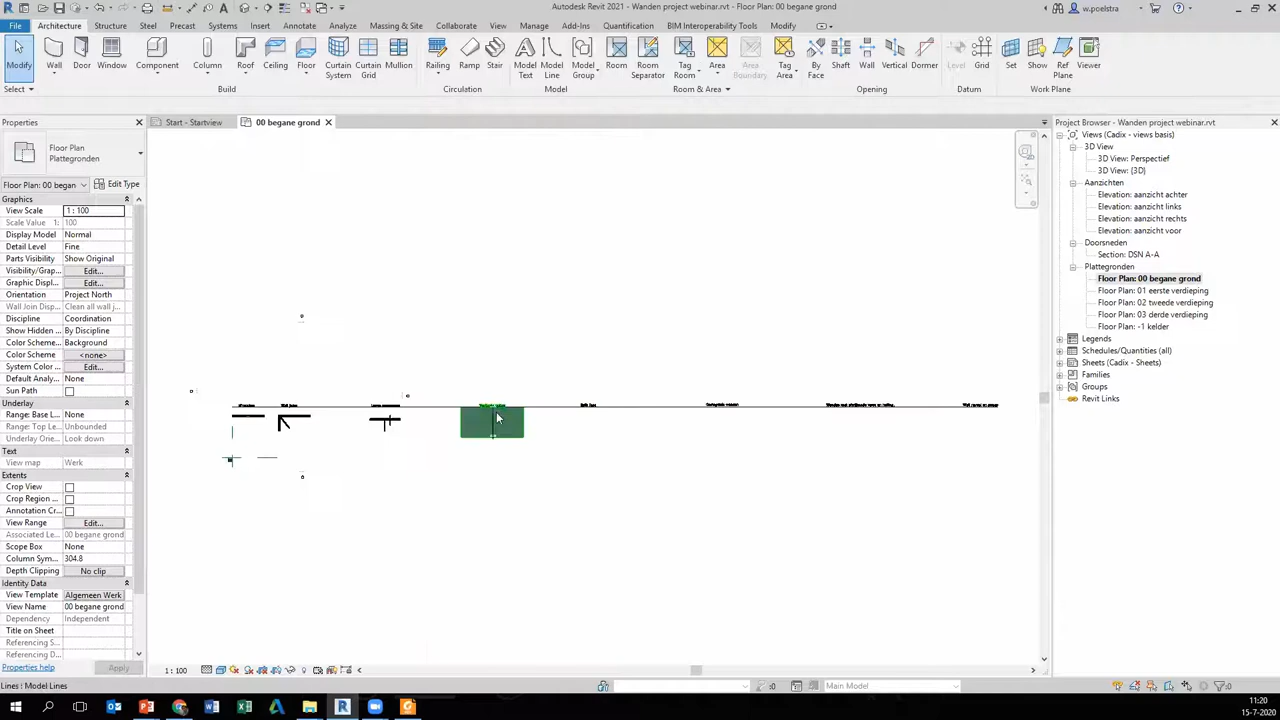 Autodesk Revit 2021 - Wanden project webinar.rvt - Floor Plan: 00 begane grond
w.poelstra
File Architecture Structure Steel Precast Systems Insert Annotate Analyze Massing & Site Collaborate View Manage Add-Ins Quantification BIM Interoperability Tools Modify
Modify Wall Door Window Component Column Roof Ceiling Floor Curtain System Curtain Grid Mullion Railing Ramp Stair Model Text Model Line Model Group Room Room Separator Tag Room Area Area Boundary Tag Area By Face Shaft Wall Vertical Dormer Grid Set Show Ref Plane Viewer
Select Build Circulation Model Room & Area Opening Datum Work Plane
Properties
Start - Startview
00 begane grond
Project Browser - Wanden project webinar.rvt
Floor Plan
Plattegronden
Floor Plan: 00 began
Edit Type
Graphics
View Scale 1 : 100
Scale Value 1: 100
Display Model Normal
Detail Level Fine
Parts Visibility Show Original
Visibility/Grap... Edit...
Graphic Displ... Edit...
Orientation Project North
Wall Join Disp... Clean all wall j...
Discipline Coordination
Show Hidden ... By Discipline
Color Scheme ... Background
Color Scheme <none>
System Color ... Edit...
Default Analy... None
Sun Path
Underlay
Range: Base L... None
Range: Top Le... Unbounded
Underlay Orie... Look down
Text
View map Werk
Extents
Crop View
Crop Region ...
Annotation Cr...
View Range Edit...
Associated Le... 00 begane grond
Scope Box None
Column Sym... 304.8
Depth Clipping No clip
Identity Data
View Template Algemeen Werk
View Name 00 begane grond
Dependency Independent
Title on Sheet
Referencing S...
Referencing D...
Properties help
Apply
Views (Cadix - views basis)
3D View
3D View: Perspectief
3D View: {3D}
Aanzichten
Elevation: aanzicht achter
Elevation: aanzicht links
Elevation: aanzicht rechts
Elevation: aanzicht voor
Doorsneden
Section: DSN A-A
Plattegronden
Floor Plan: 00 begane grond
Floor Plan: 01 eerste verdieping
Floor Plan: 02 tweede verdieping
Floor Plan: 03 derde verdieping
Floor Plan: -1 kelder
Legends
Schedules/Quantities (all)
Sheets (Cadix - Sheets)
Families
Groups
Revit Links
1 : 100
Lines : Model Lines
:0
Main Model
:0
11:20
15-7-2020